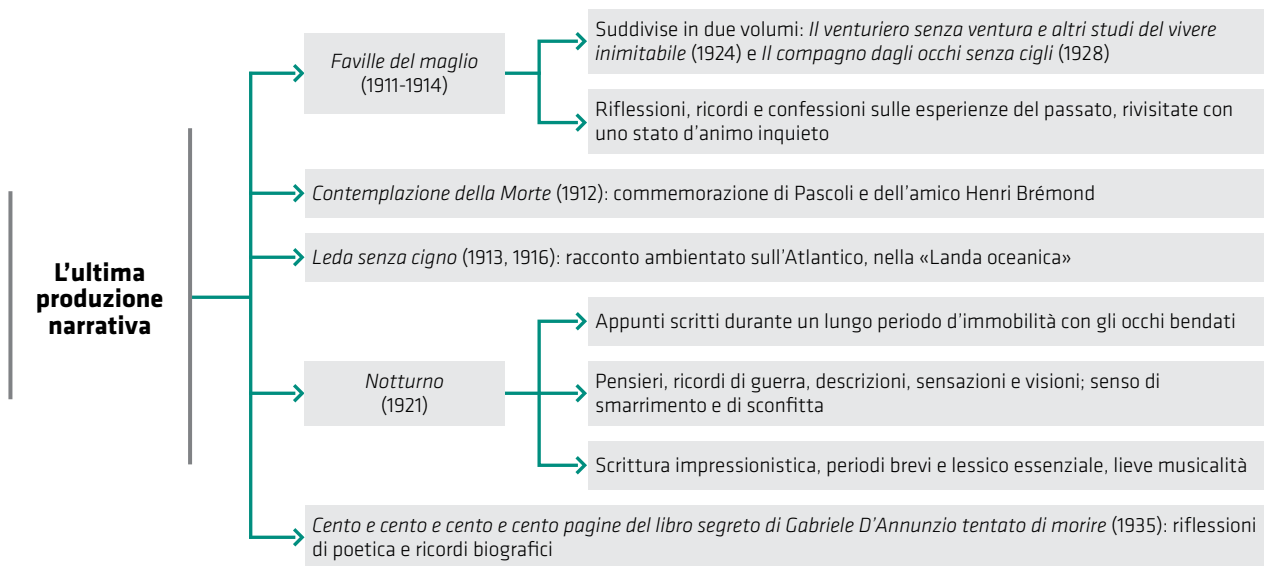 L'ultima
produzione
narrativa
Faville del maglio
(1911-1914)
Suddivise in due volumi: Il venturiero senza ventura e altri studi del vivere
inimitabile (1924) e Il compagno dagli occhi senza cigli (1928)
Riflessioni, ricordi e confessioni sulle esperienze del passato, rivisitate con
uno stato d'animo inquieto
Contemplazione della Morte (1912): commemorazione di Pascoli e dell'amico Henri Brémond
Leda senza cigno (1913, 1916): racconto ambientato sull'Atlantico, nella «Landa oceanica»
Notturno
(1921)
Appunti scritti durante un lungo periodo d'immobilità con gli occhi bendati
Pensieri, ricordi di guerra, descrizioni, sensazioni e visioni; senso di
smarrimento e di sconfitta
Scrittura impressionistica, periodi brevi e lessico essenziale, lieve musicalità
Cento e cento e cento e cento pagine del libro segreto di Gabriele D'Annunzio tentato di morire (1935): riflessioni
di poetica e ricordi biografici